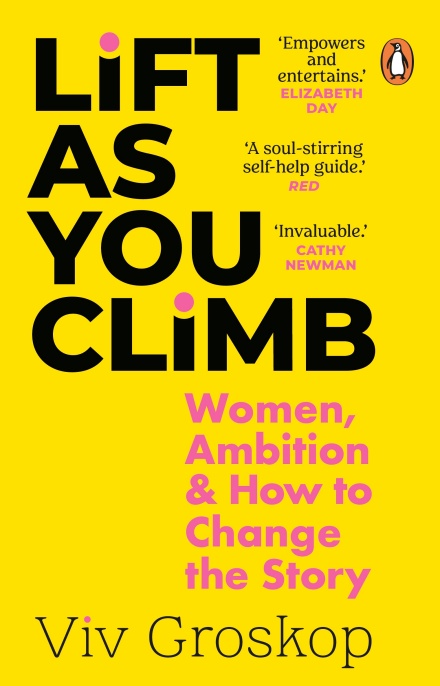 LiFT
AS
YOU
CLiMB
‘Empowers
and
entertains.’
ELIZABETH
DAY
‘A soul-stirring
self-help guide.’
RED
‘Invaluable.’
CATHY
NEWMAN
Women,
Ambition
& How to
Change
the Story
Viv Groskop